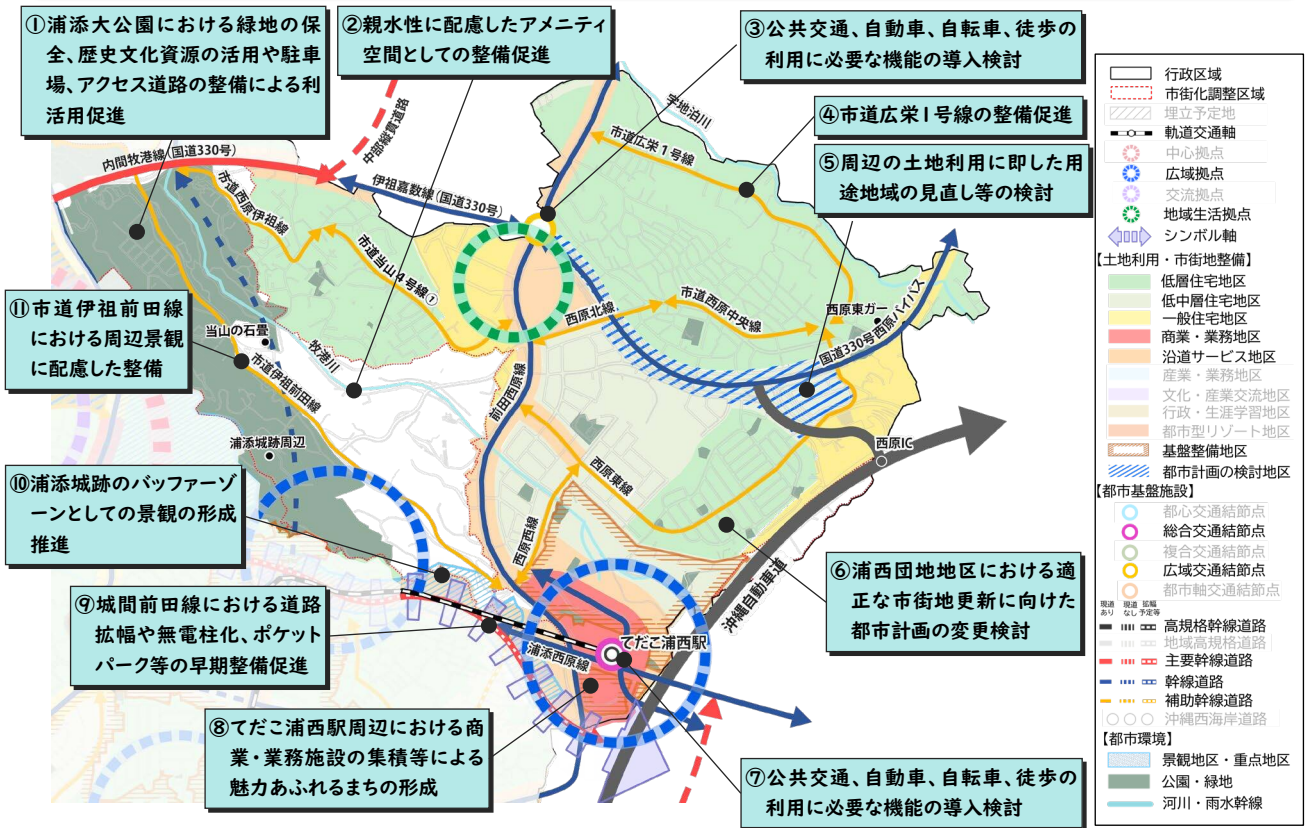 ①浦添大公園における緑地の保
全、歴史文化資源の活用や駐車
場、アクセス道路の整備による利
活用促進
②親水性に配慮したアメニティ
空間としての整備促進
③公共交通、自動車、自転車、徒歩の
利用に必要な機能の導入検討
④市道広栄1号線の整備促進
⑤周辺の土地利用に即した用
途地域の見直し等の検討
⑪市道伊祖前田線
における周辺景観
に配慮した整備
⑩浦添城跡のバッファーゾ
ーンとしての景観の形成
推進
⑨城間前田線における道路
拡幅や無電柱化、ポケット
パーク等の早期整備促進
⑧てだこ浦西駅周辺における商
業・業務施設の集積等による
魅力あふれるまちの形成
⑦公共交通、自動車、自転車、徒歩の
利用に必要な機能の導入検討
⑥浦西団地地区における適
正な市街地更新に向けた
都市計画の変更検討
中部縦貫道路
宇地泊川
内間牧港線(国道330号)
市道西原伊祖線
伊祖嘉数線(国道330号)
市道広栄1号線
市道当山4号線①
西原北線
市道西原中央線
西原東ガー
国道330号西原バイパス
当山の石畳
牧港川
市道伊祖前田線
前田西原線
浦添城跡周辺
西原東線
西原西線
西原IC
沖縄自動車道
てだこ浦西駅
浦添西原線
行政区域
市街化調整区域
埋立予定地
軌道交通軸
中心拠点
広域拠点
交流拠点
地域生活拠点
シンボル軸
【土地利用・市街地整備】
低層住宅地区
低中層住宅地区
一般住宅地区
商業・業務地区
沿道サービス地区
産業・業務地区
文化・産業交流地区
行政・生涯学習地区
都市型リゾート地区
基盤整備地区
都市計画の検討地区
【都市基盤施設】
都心交通結節点
総合交通結節点
複合交通結節点
広域交通結節点
都市軸交通結節点
現道あり 現道なし 拡幅予定等
高規格幹線道路
地域高規格道路
主要幹線道路
幹線道路
補助幹線道路
沖縄西海岸道路
【都市環境】
景観地区・重点地区
公園・緑地
河川・雨水幹線